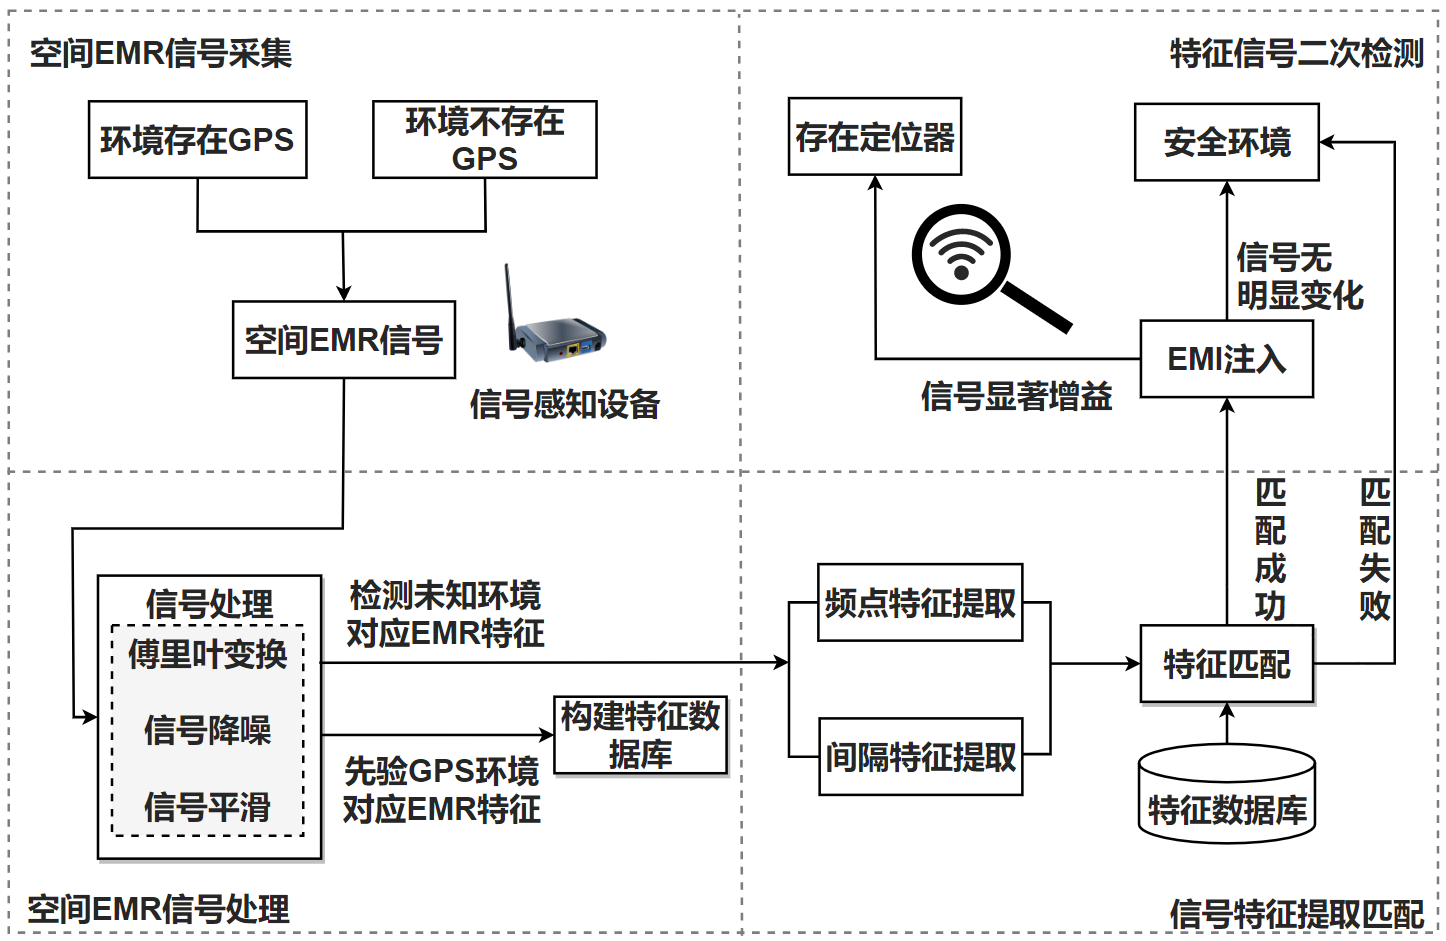 空间EMR信号采集
环境存在GPS
环境不存在
GPS
空间EMR信号
信号感知设备
特征信号二次检测
存在定位器
安全环境
信号无
明显变化
EMI注入
信号显著增益
信号处理
傅里叶变换
信号降噪
信号平滑
检测未知环境
对应EMR特征
构建特征数
据库
先验GPS环境
对应EMR特征
空间EMR信号处理
频点特征提取
间隔特征提取
匹配成功
匹配失败
特征匹配
特征数据库
信号特征提取匹配